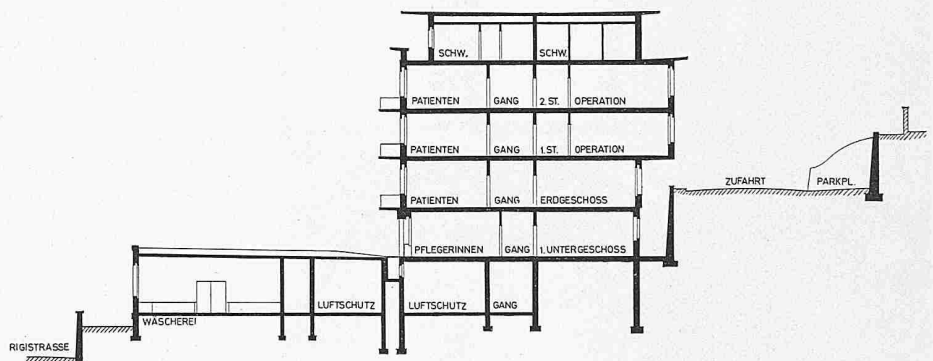 SCHW. SCHW.
PATIENTEN GANG 2. ST. OPERATION
PATIENTEN GANG 1. ST. OPERATION
ZUFAHRT PARKPL.
PATIENTEN GANG ERDGESCHOSS
PFLEGERINNEN GANG 1. UNTERGESCHOSS
LUFTSCHUTZ LUFTSCHUTZ GANG
WÄSCHEREI
RIGISTRASSE